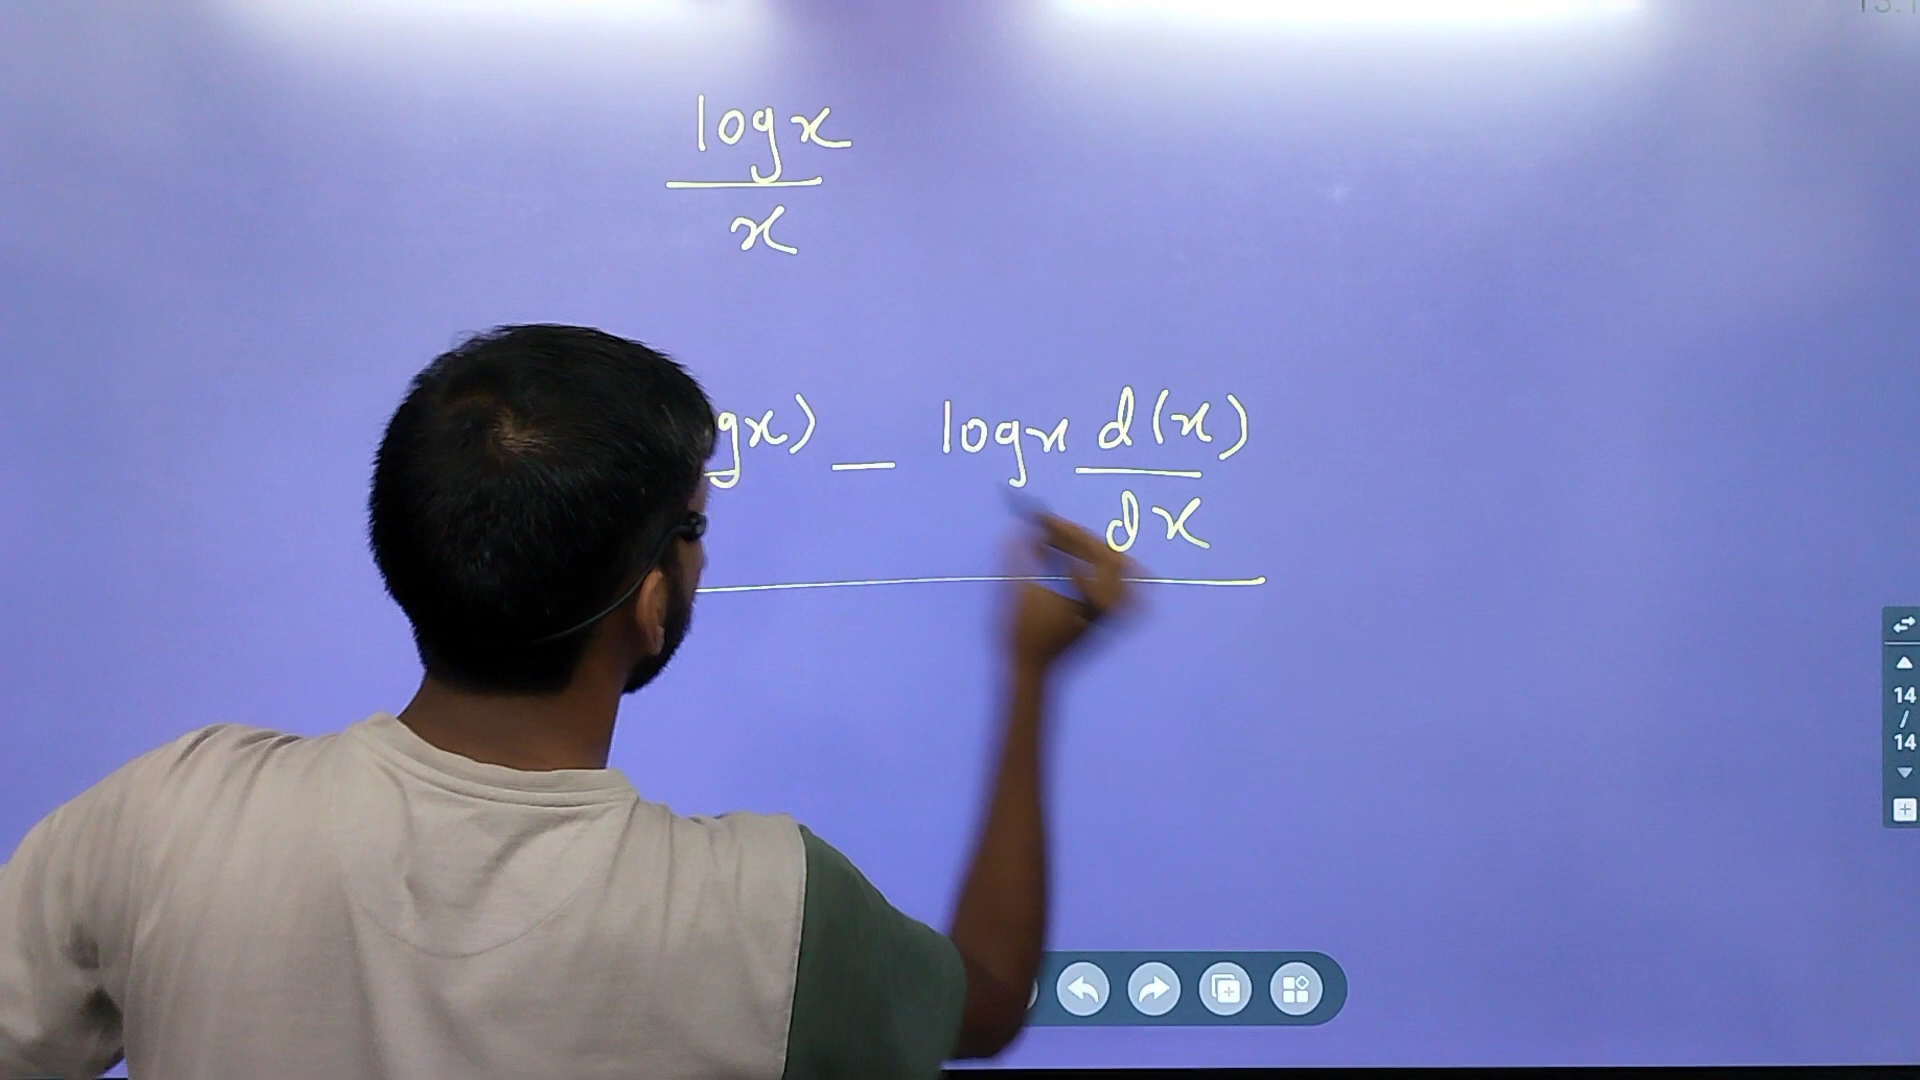 log x
x
gx) – log x d(x)
dx
14
/
14